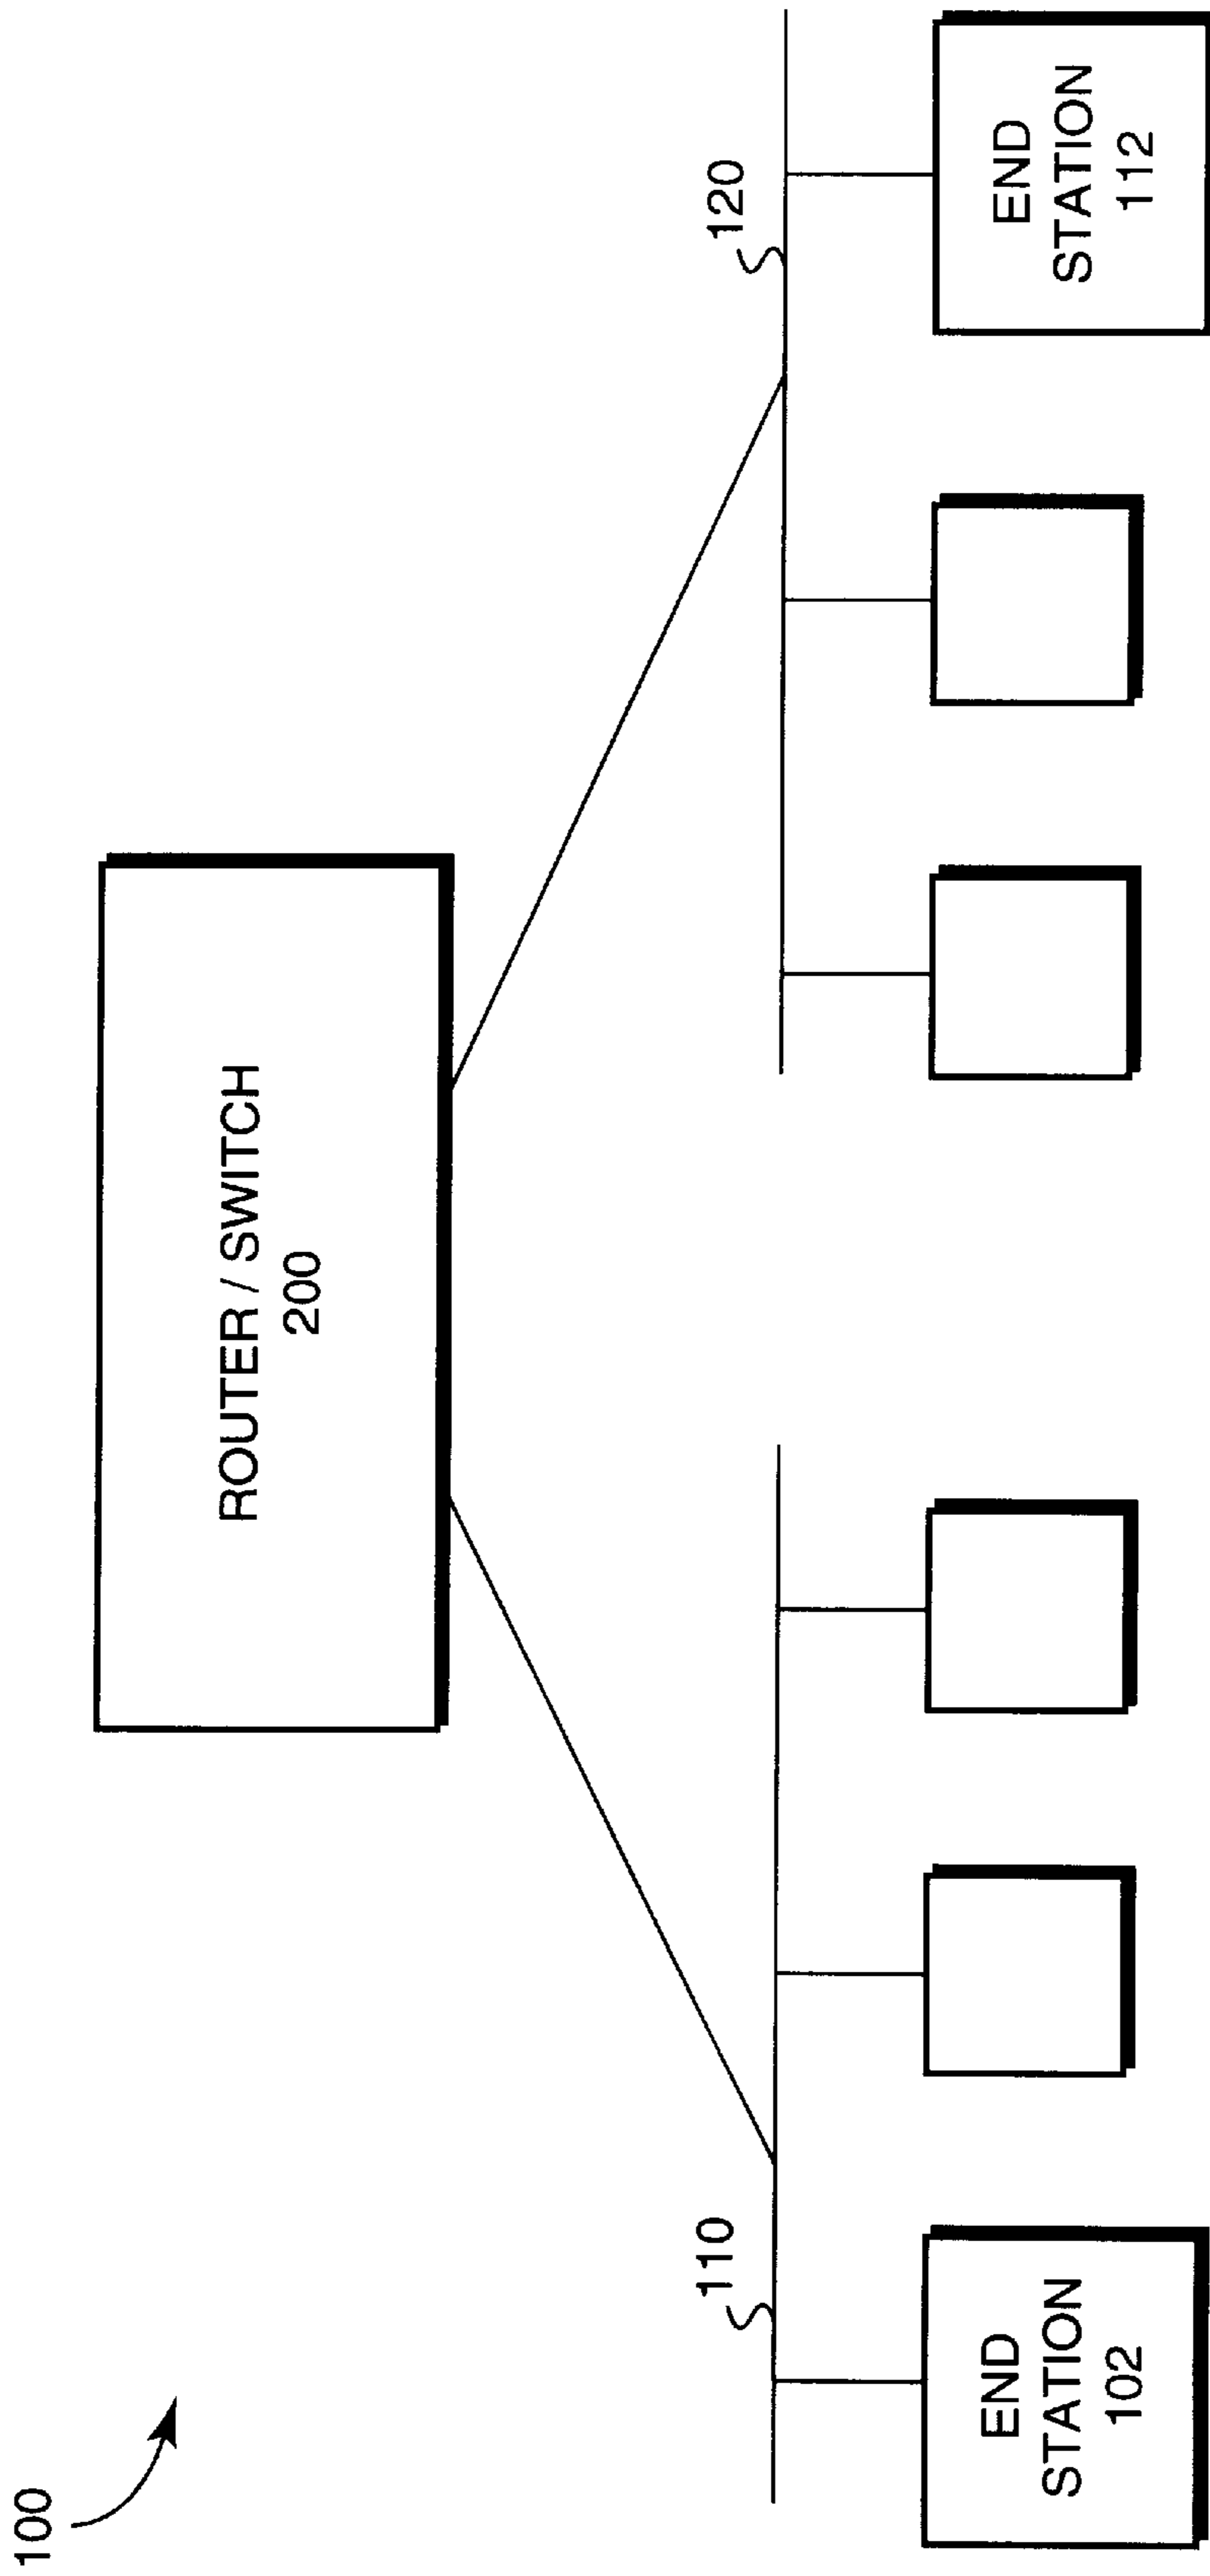 100
ROUTER / SWITCH
200
110
120
END
STATION
102
END
STATION
112